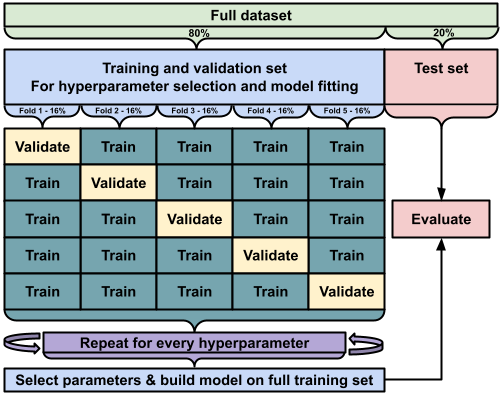 Full dataset
80%
20%
Training and validation set
For hyperparameter selection and model fitting
Test set
Fold 1 - 16%
Fold 2 - 16%
Fold 3 - 16%
Fold 4 - 16%
Fold 5 - 16%
Validate Train Train Train Train
Train Validate Train Train Train
Train Train Validate Train Train
Evaluate
Train Train Train Validate Train
Train Train Train Train Validate
Repeat for every hyperparameter
Select parameters & build model on full training set